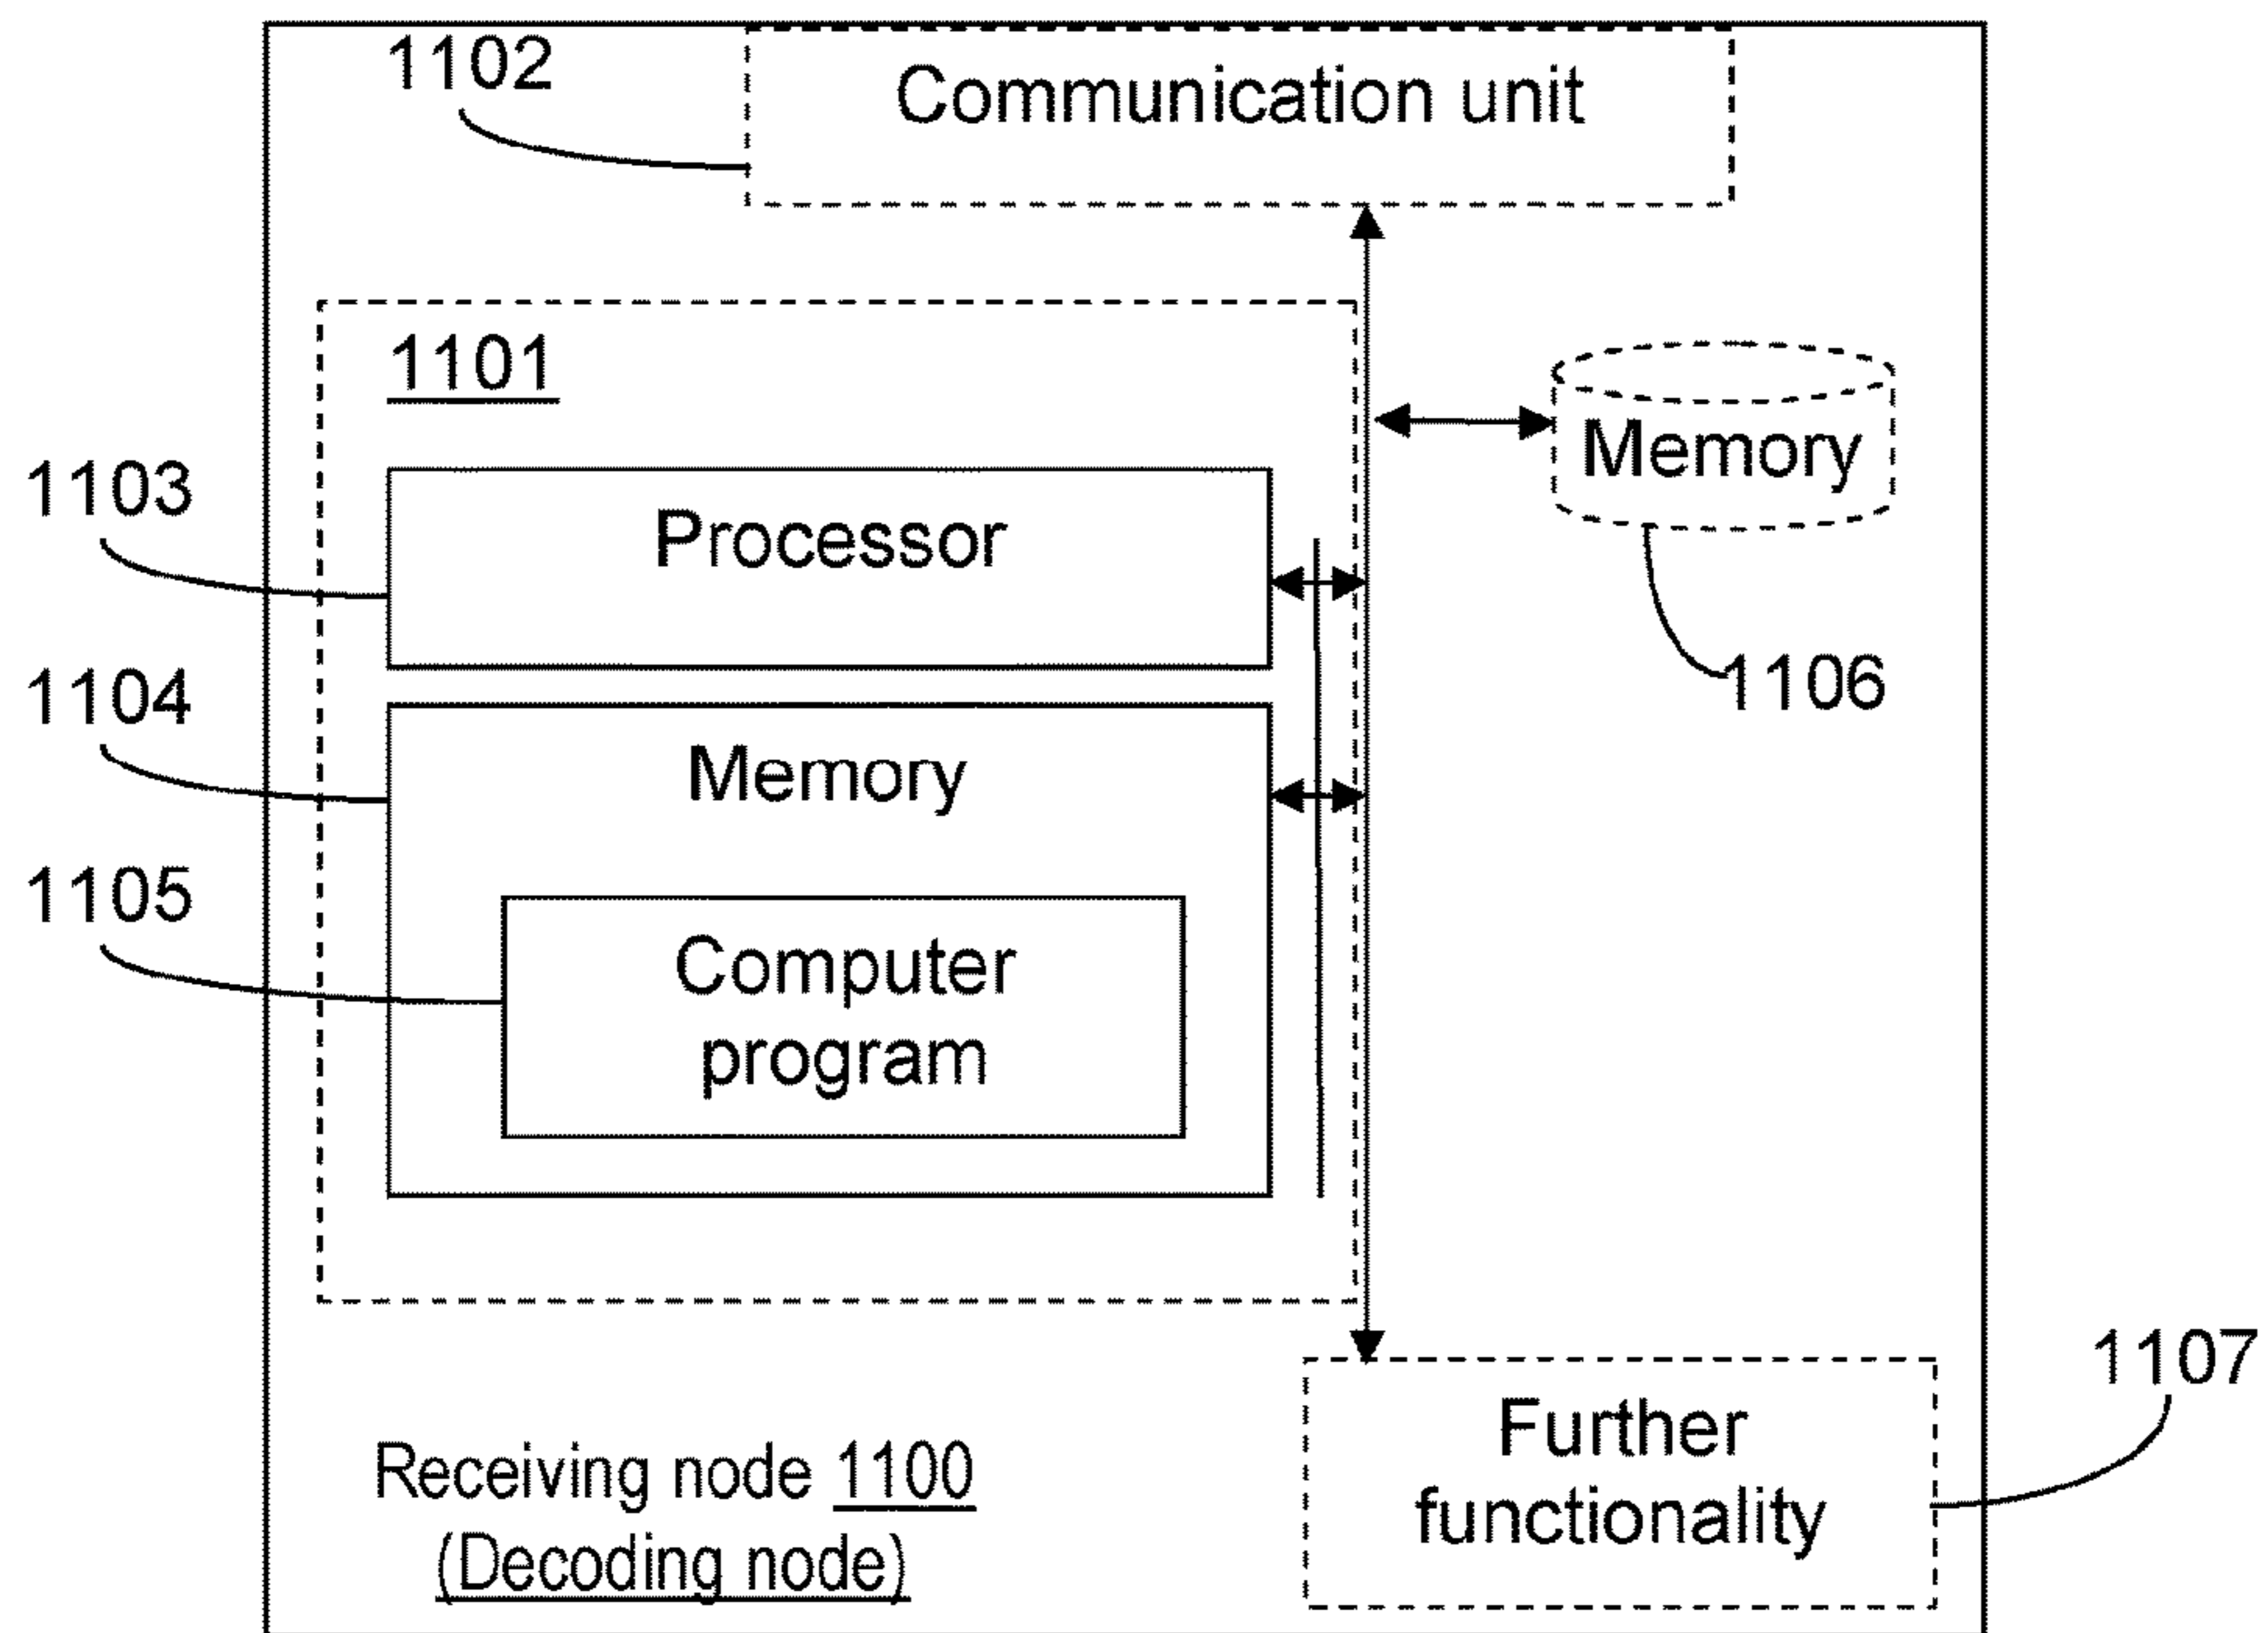 1102
Communication unit
1101
1103
Processor
Memory
1106
1104
Memory
1105
Computer
program
1107
Further
functionality
Receiving node 1100
(Decoding node)